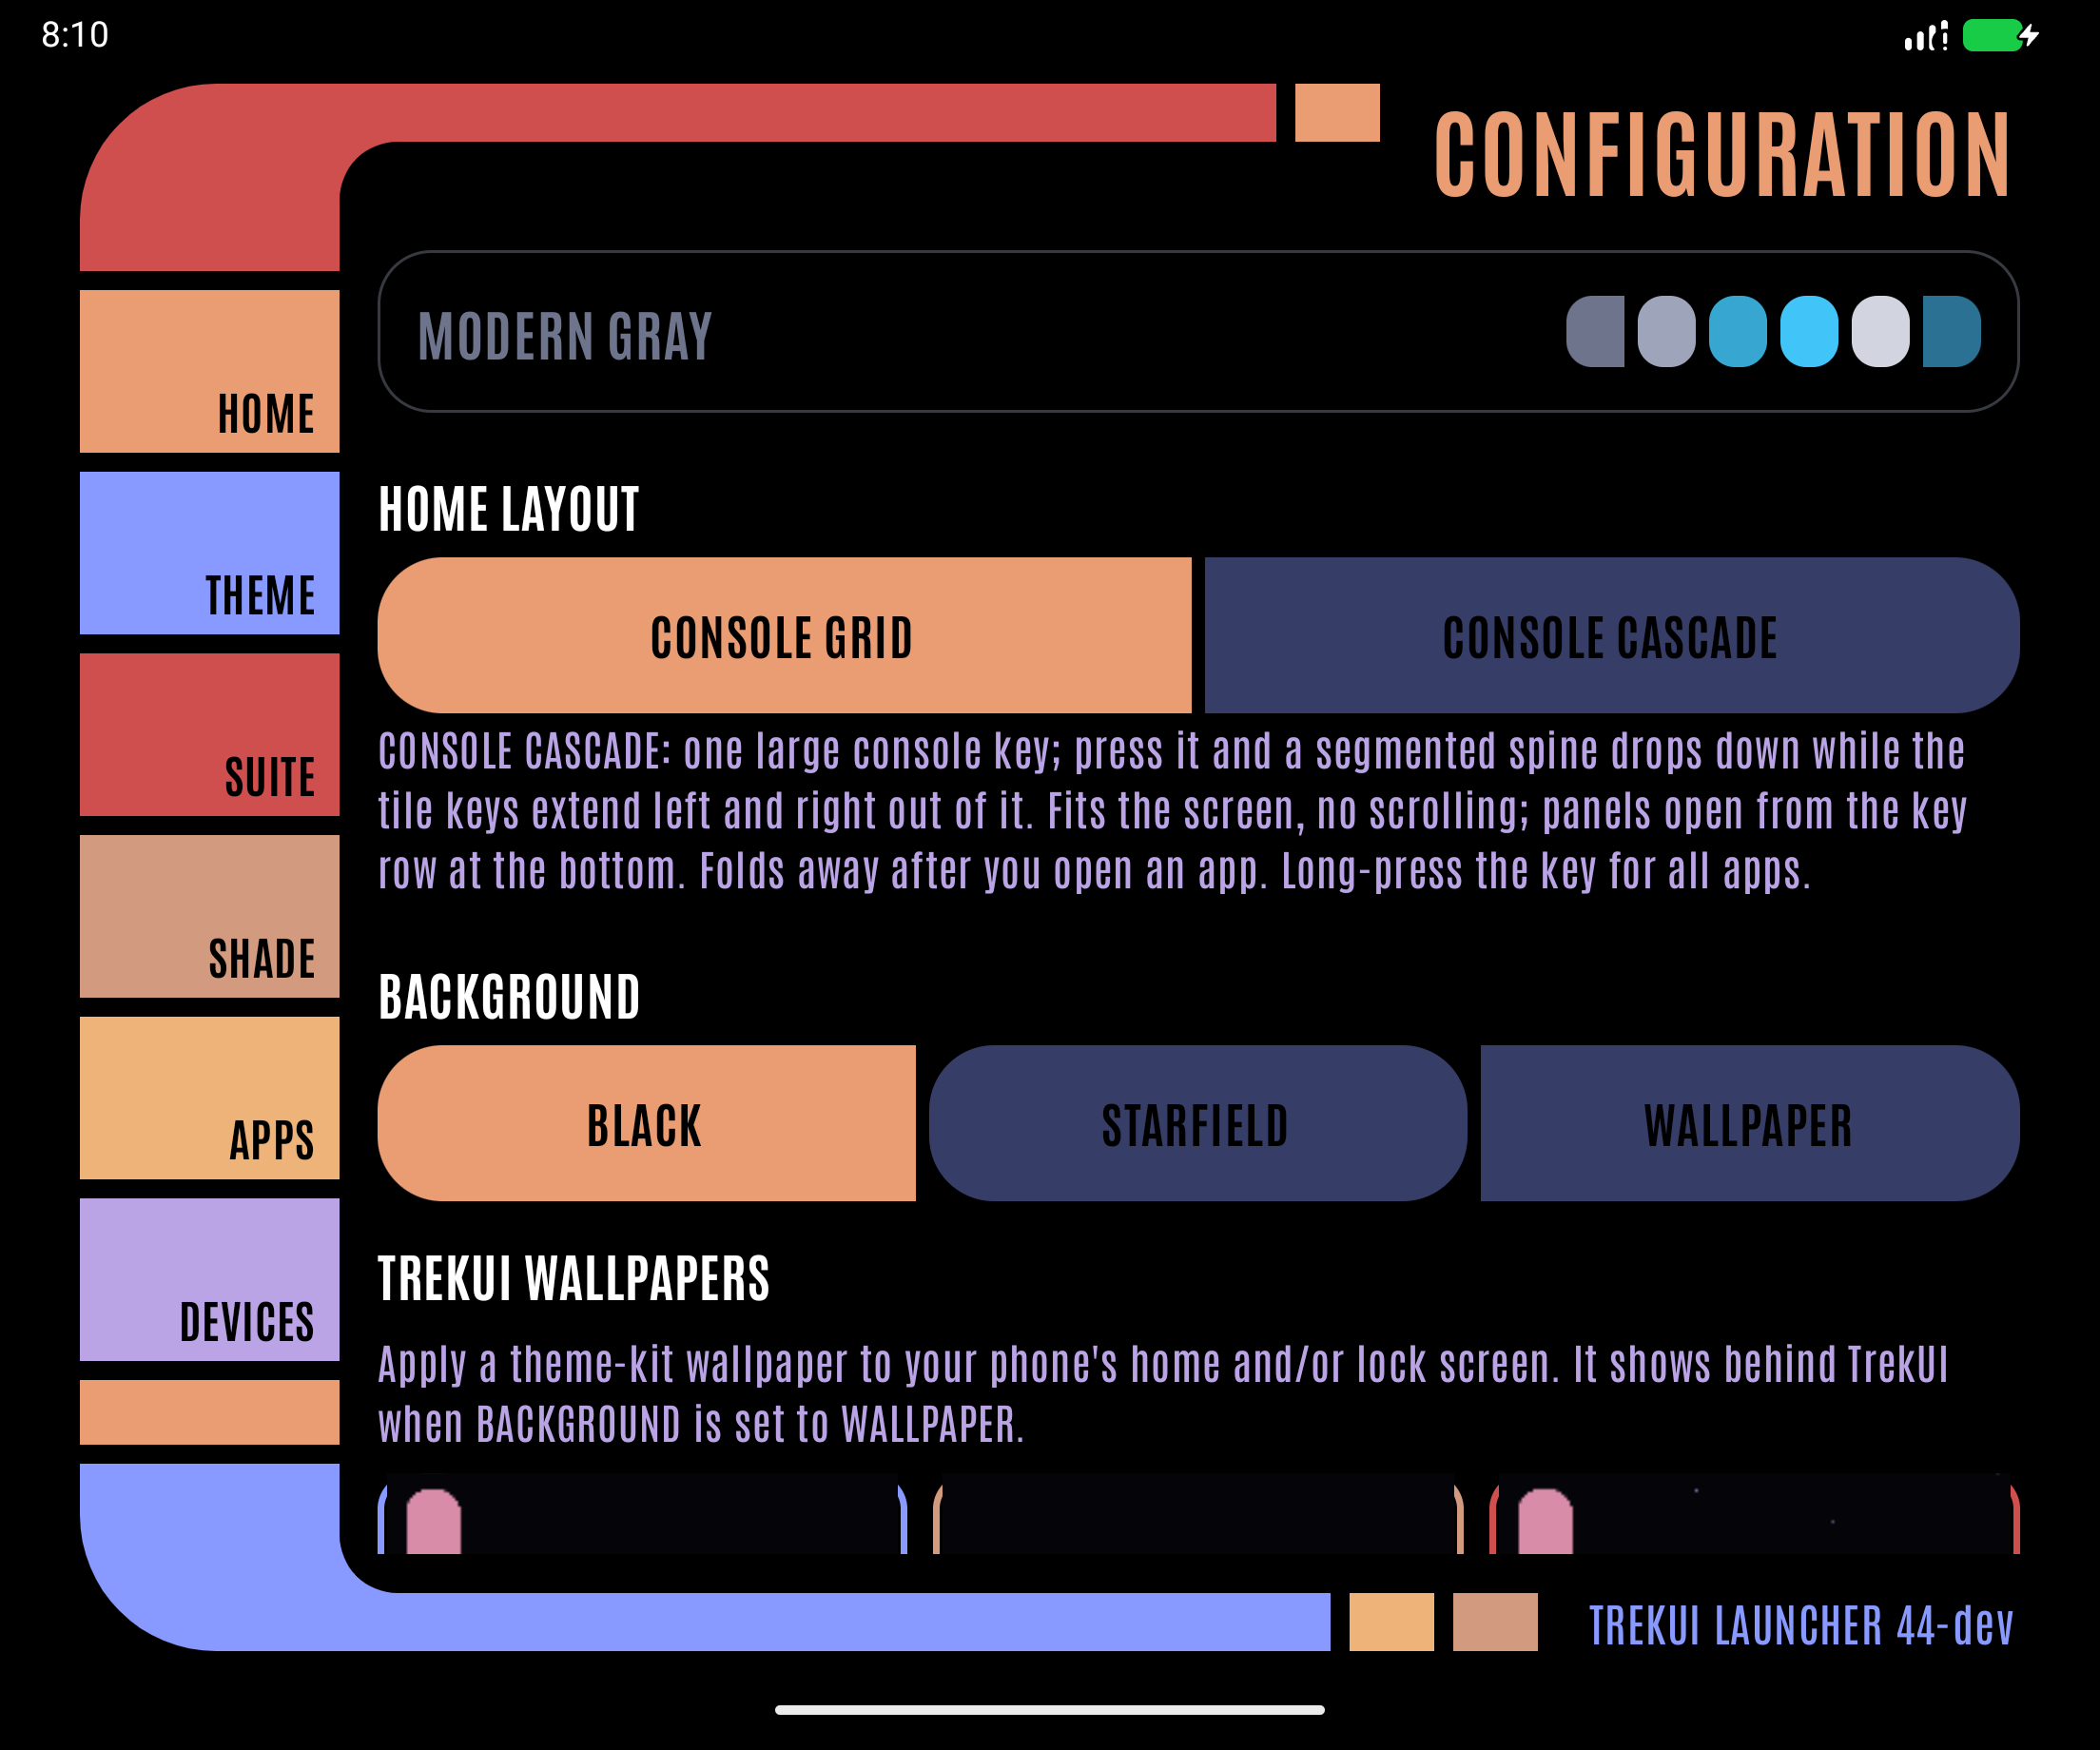 8:10
CONFIGURATION
MODERN GRAY
HOME
THEME
SUITE
SHADE
APPS
DEVICES
HOME LAYOUT
CONSOLE GRID
CONSOLE CASCADE
CONSOLE CASCADE: one large console key; press it and a segmented spine drops down while the
tile keys extend left and right out of it. Fits the screen, no scrolling; panels open from the key
row at the bottom. Folds away after you open an app. Long-press the key for all apps.
BACKGROUND
BLACK
STARFIELD
WALLPAPER
TREKUI WALLPAPERS
Apply a theme-kit wallpaper to your phone's home and/or lock screen. It shows behind TrekUI
when BACKGROUND is set to WALLPAPER.
TREKUI LAUNCHER 44-dev